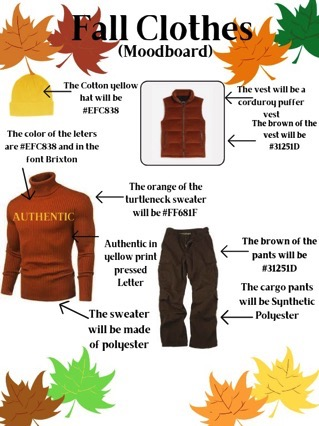 Fall Clothes
(Moodboard)
The Cotton yellow
hat will be
#EFC838
The vest will be a
corduroy puffer
vest
The brown of the
vest will be
#31251D
The color of the leters
are #EFC838 and in the
font Brixton
The orange of the
turtleneck sweater
will be #FF681F
AUTHENTIC
Authentic in
yellow print
pressed
Letter
The brown of the
pants will be
#31251D
The cargo pants
will be Synthetic
Polyester
The sweater
will be made
of polyester